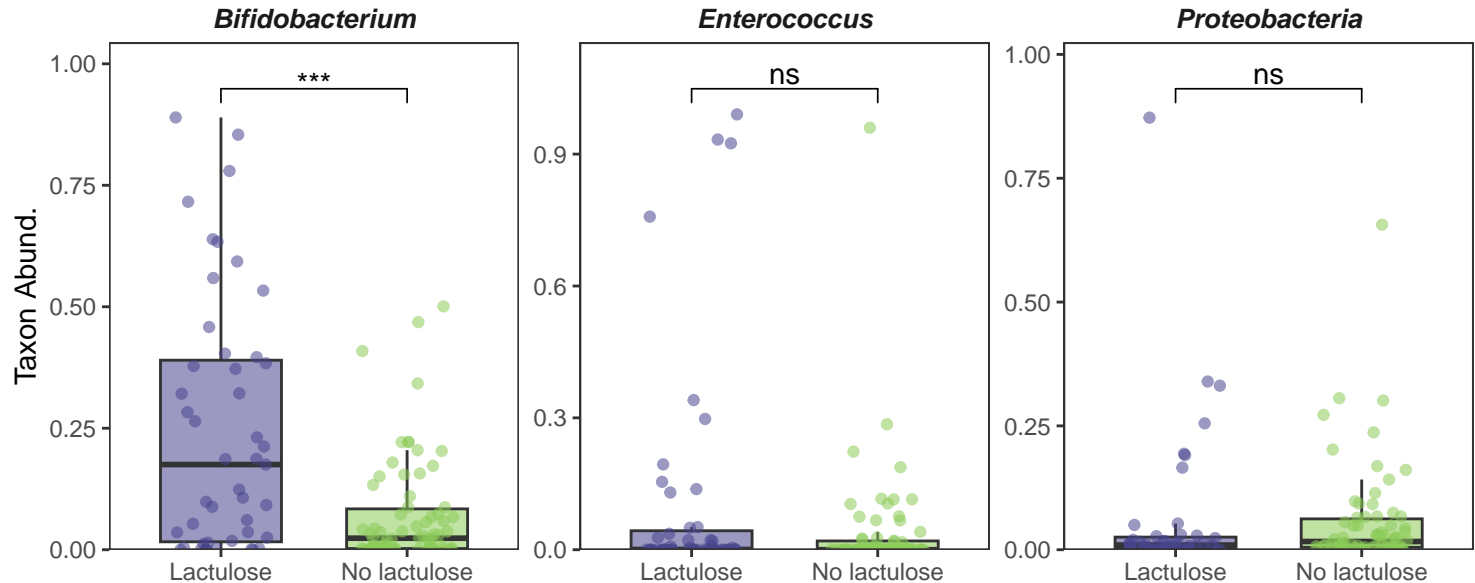 Bifidobacterium
Enterococcus
Proteobacteria
Taxon Abund.
1.00
0.75
0.50
0.25
0.00
***
Lactulose
No lactulose
0.9
0.6
0.3
0.0
ns
Lactulose
No lactulose
1.00
0.75
0.50
0.25
0.00
ns
Lactulose
No lactulose